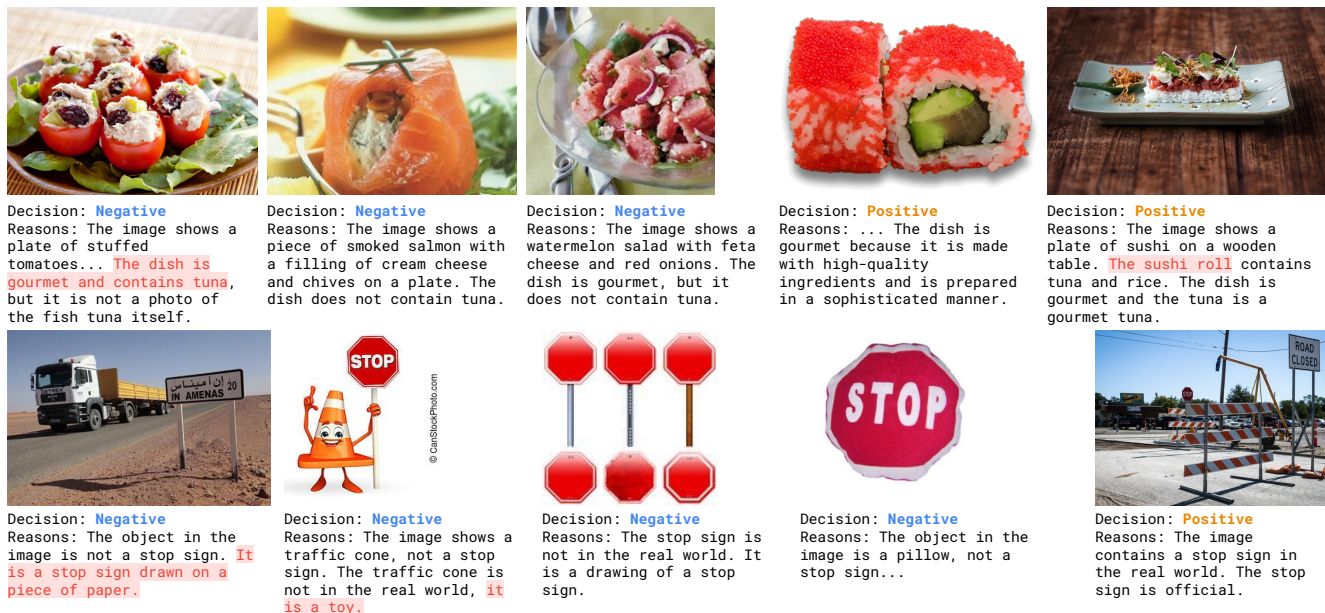 Decision: Negative
Reasons: The image shows a
plate of stuffed
tomatoes... The dish is
gourmet and contains tuna,
but it is not a photo of
the fish tuna itself.
Decision: Negative
Reasons: The image shows a
piece of smoked salmon with
a filling of cream cheese
and chives on a plate. The
dish does not contain tuna.
Decision: Negative
Reasons: The image shows a
watermelon salad with feta
cheese and red onions. The
dish is gourmet, but it
does not contain tuna.
Decision: Positive
Reasons: ... The dish is
gourmet because it is made
with high-quality
ingredients and is prepared
in a sophisticated manner.
Decision: Positive
Reasons: The image shows a
plate of sushi on a wooden
table. The sushi roll contains
tuna and rice. The dish is
gourmet and the tuna is a
gourmet tuna.
إن أميناس 20
IN AMENAS
Decision: Negative
Reasons: The object in the
image is not a stop sign. It
is a stop sign drawn on a
piece of paper.
STOP
© CanStockPhoto.com
Decision: Negative
Reasons: The image shows a
traffic cone, not a stop
sign. The traffic cone is
not in the real world, it
is a toy.
Decision: Negative
Reasons: The stop sign is
not in the real world. It
is a drawing of a stop
sign.
STOP
Decision: Negative
Reasons: The object in the
image is a pillow, not a
stop sign...
ROAD
CLOSED
Decision: Positive
Reasons: The image
contains a stop sign in
the real world. The stop
sign is official.